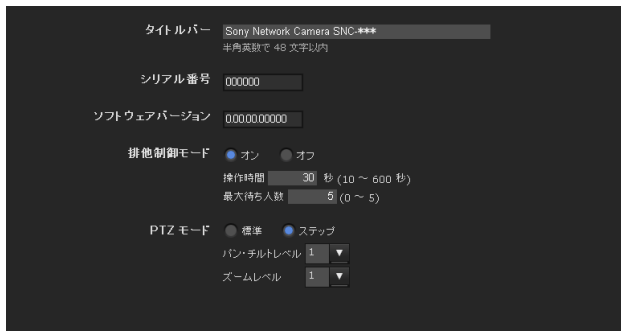 タイトルバー Sony Network Camera SNC-***
半角英数で 48 文字以内
シリアル番号 000000
ソフトウェアバージョン 0.00.00.00000
排他制御モード オン オフ
操作時間 30 秒 (10 ～ 600 秒)
最大待ち人数 5 (0 ～ 5)
PTZ モード 標準 ステップ
パン・チルトレベル 1
ズームレベル 1